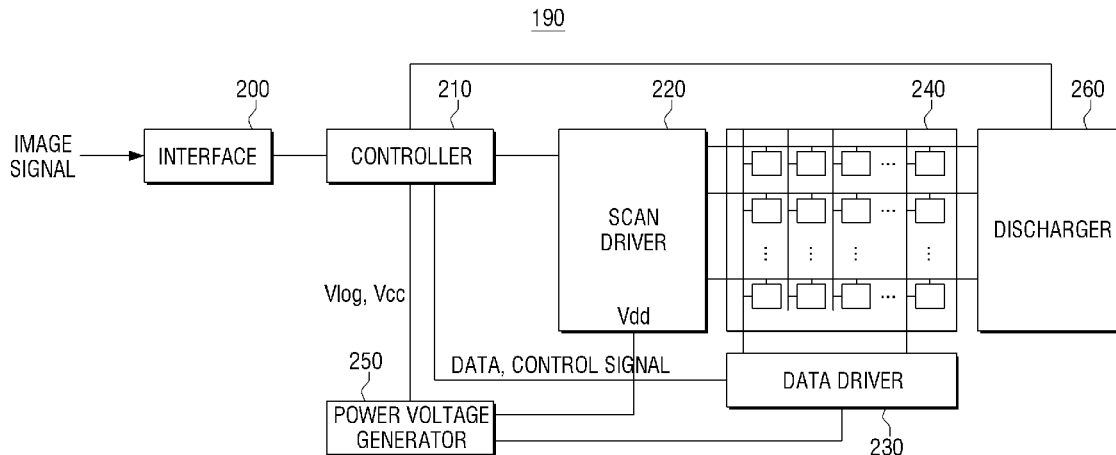 190
200
210
220
240
260
IMAGE
SIGNAL
INTERFACE
CONTROLLER
SCAN
DRIVER
Vdd
DISCHARGER
Vlog, Vcc
DATA, CONTROL SIGNAL
250
POWER VOLTAGE
GENERATOR
DATA DRIVER
230